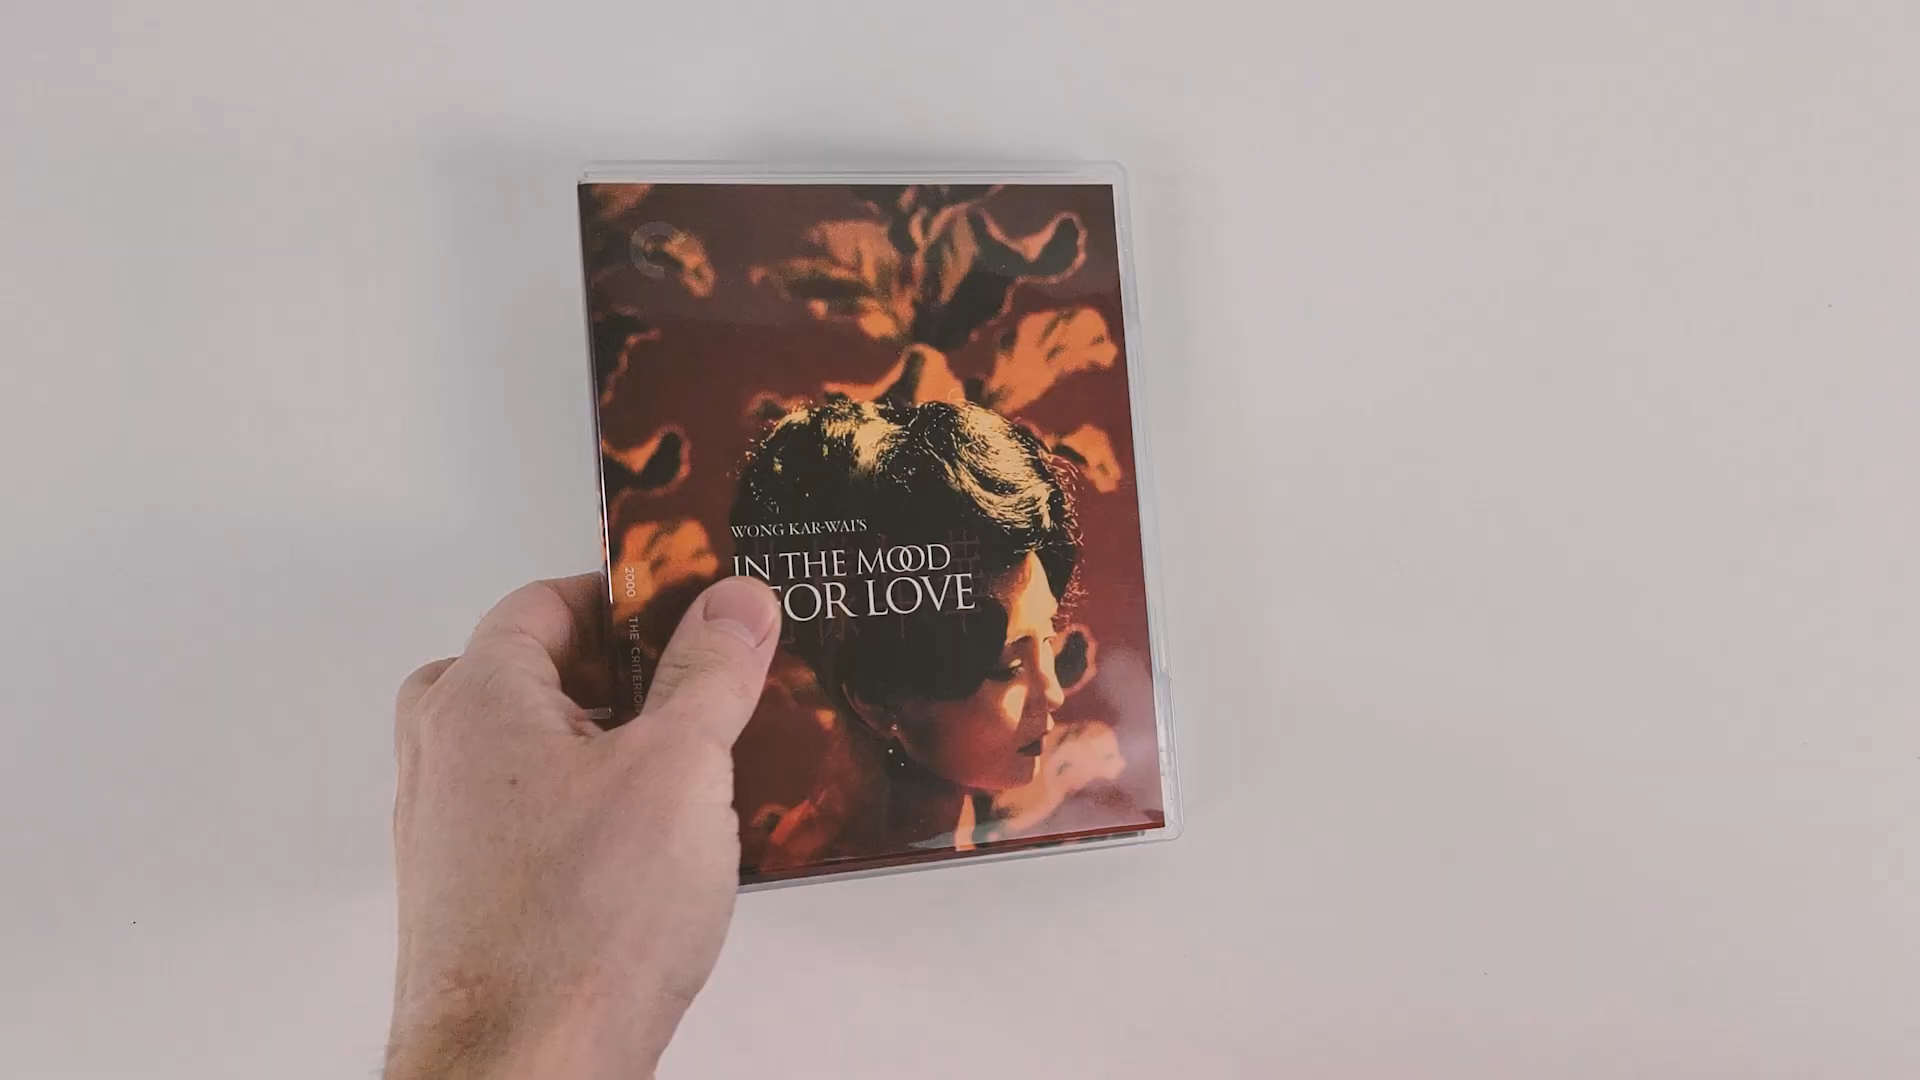 WONG KAR-WAI'S
IN THE MOOD
FOR LOVE
2000 THE CRITERION